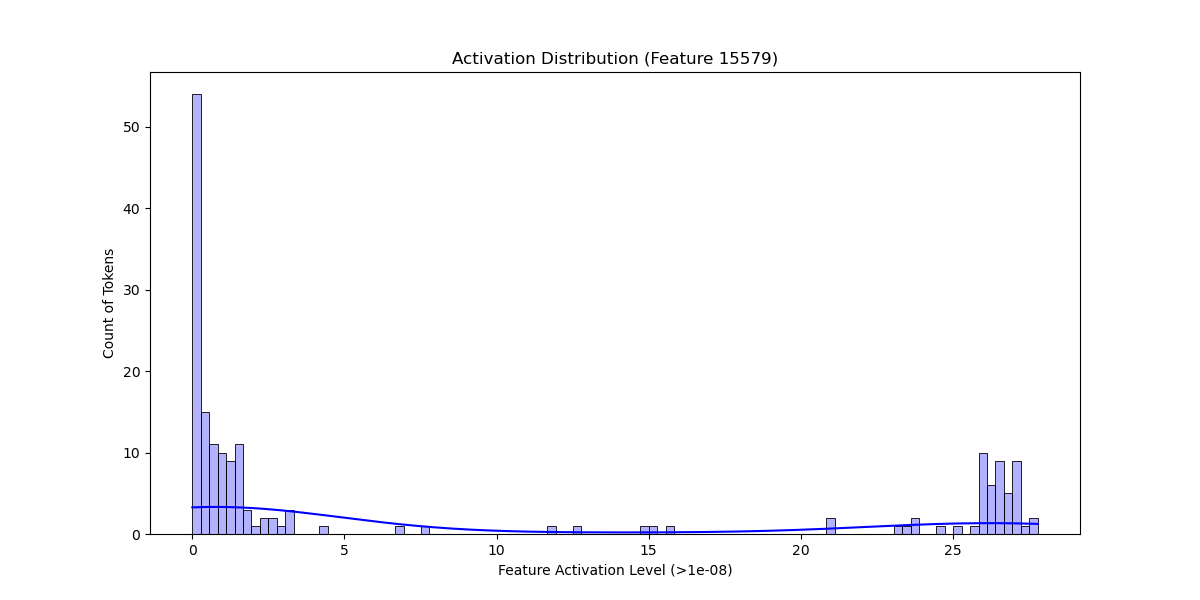 Activation Distribution (Feature 15579)
Count of Tokens
50
40
30
20
10
0
0 5 10 15 20 25
Feature Activation Level (>1e-08)